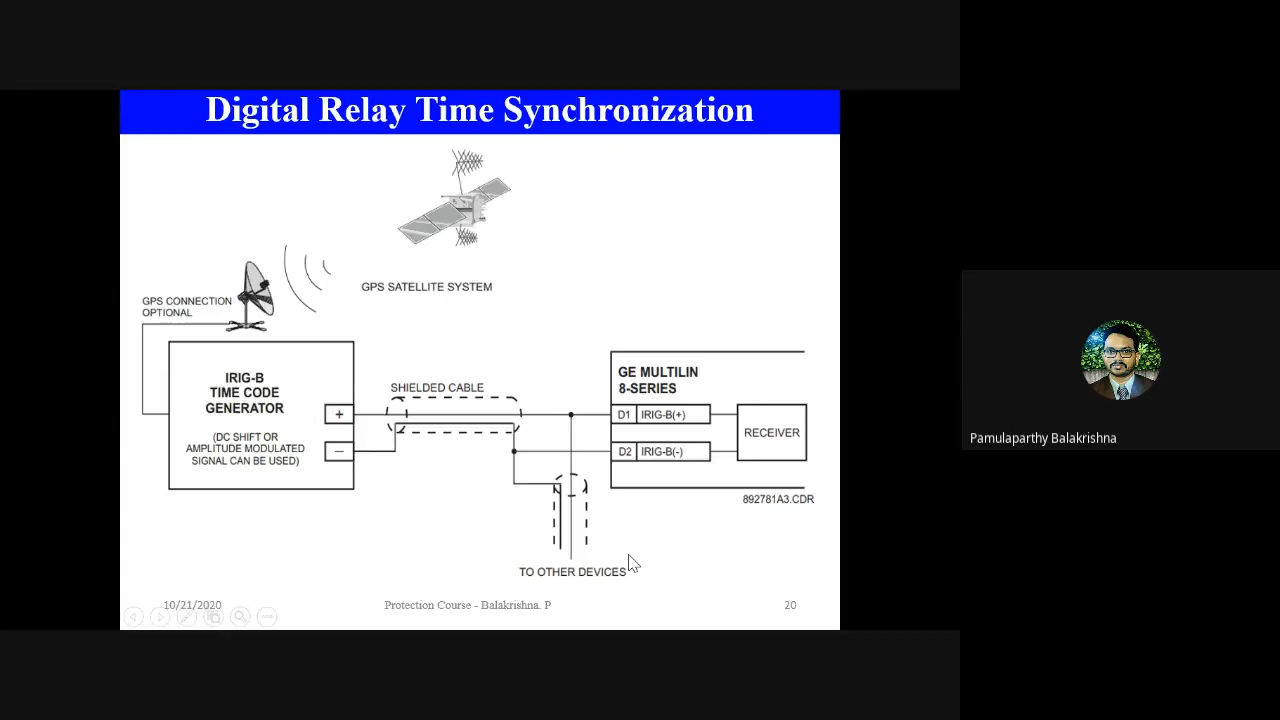 Digital Relay Time Synchronization
GPS SATELLITE SYSTEM
GPS CONNECTION
OPTIONAL
IRIG-B
TIME CODE
GENERATOR
(DC SHIFT OR
AMPLITUDE MODULATED
SIGNAL CAN BE USED)
+
−
SHIELDED CABLE
GE MULTILIN
8-SERIES
D1 IRIG-B(+)
D2 IRIG-B(-)
RECEIVER
892781A3.CDR
TO OTHER DEVICES
10/21/2020 Protection Course - Balakrishna. P 20
Pamulaparthy Balakrishna